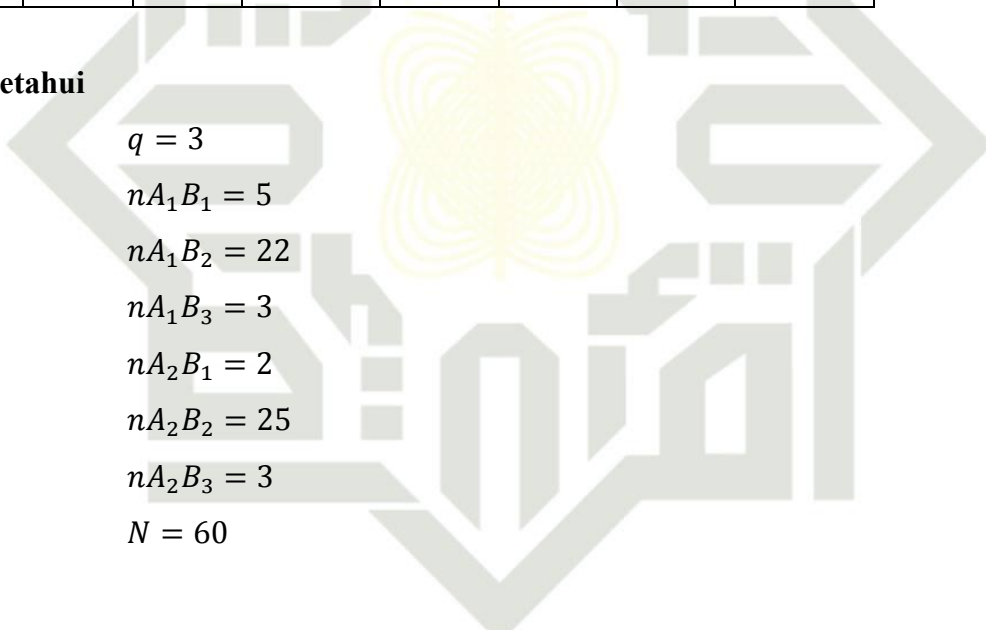 etahui
𝑞 = 3
𝑛𝐴₁𝐵₁ = 5
𝑛𝐴₁𝐵₂ = 22
𝑛𝐴₁𝐵₃ = 3
𝑛𝐴₂𝐵₁ = 2
𝑛𝐴₂𝐵₂ = 25
𝑛𝐴₂𝐵₃ = 3
𝑁 = 60